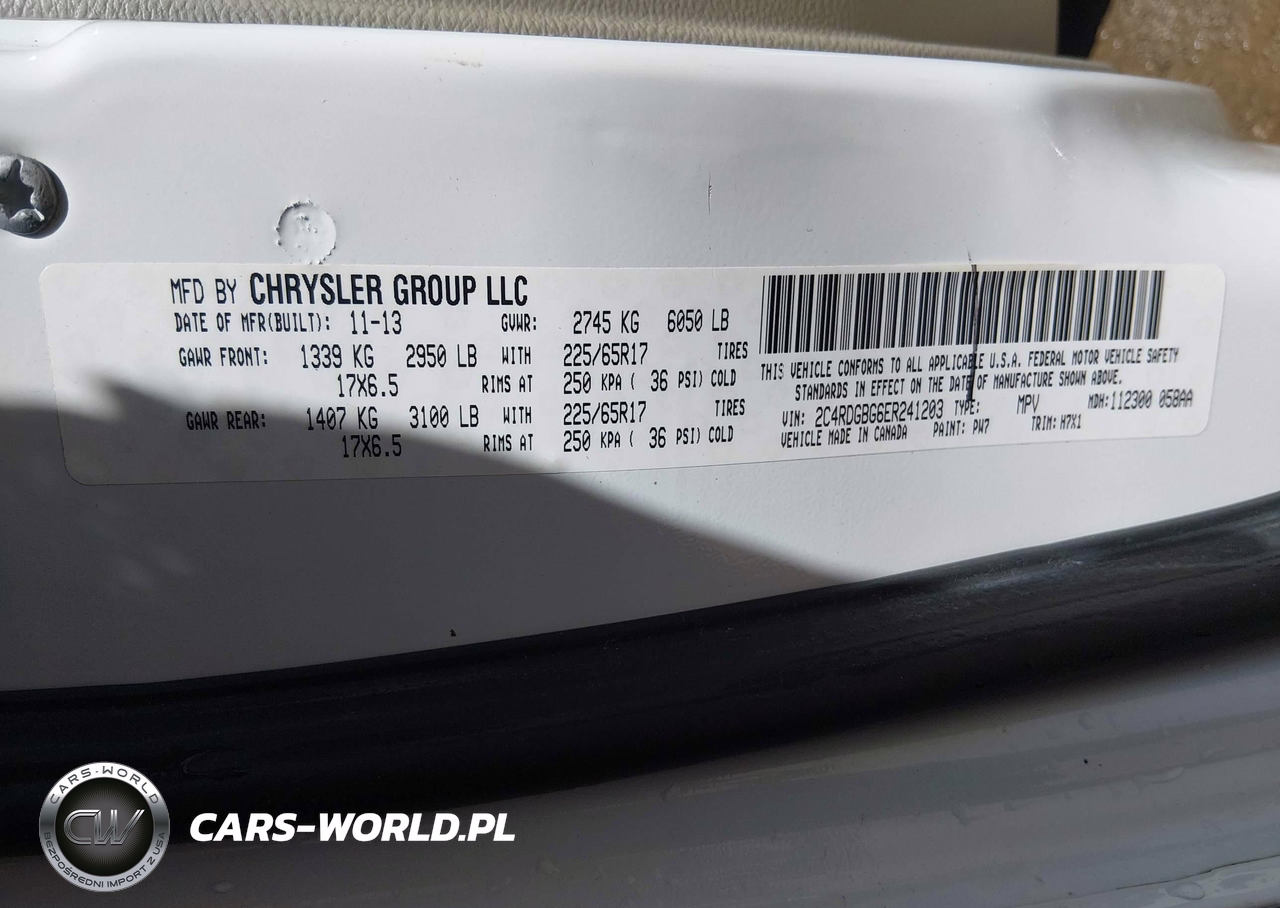 MFD BY CHRYSLER GROUP LLC
DATE OF MFR(BUILT): 11-13 GVWR: 2745 KG 6050 LB
GAWR FRONT: 1339 KG 2950 LB WITH 225/65R17 TIRES
17X6.5 RIMS AT 250 KPA ( 36 PSI) COLD
GAWR REAR: 1407 KG 3100 LB WITH 225/65R17 TIRES
17X6.5 RIMS AT 250 KPA ( 36 PSI) COLD
THIS VEHICLE CONFORMS TO ALL APPLICABLE U.S.A. FEDERAL MOTOR VEHICLE SAFETY
STANDARDS IN EFFECT ON THE DATE OF MANUFACTURE SHOWN ABOVE.
VIN: 2C4RDGBG6ER241203 TYPE: MPV MDH: 112300 058AA
VEHICLE MADE IN CANADA PAINT: PW7 TRIM: H7X1
CARS-WORLD
CW
BEZPOŚREDNI IMPORT Z USA
CARS-WORLD.PL